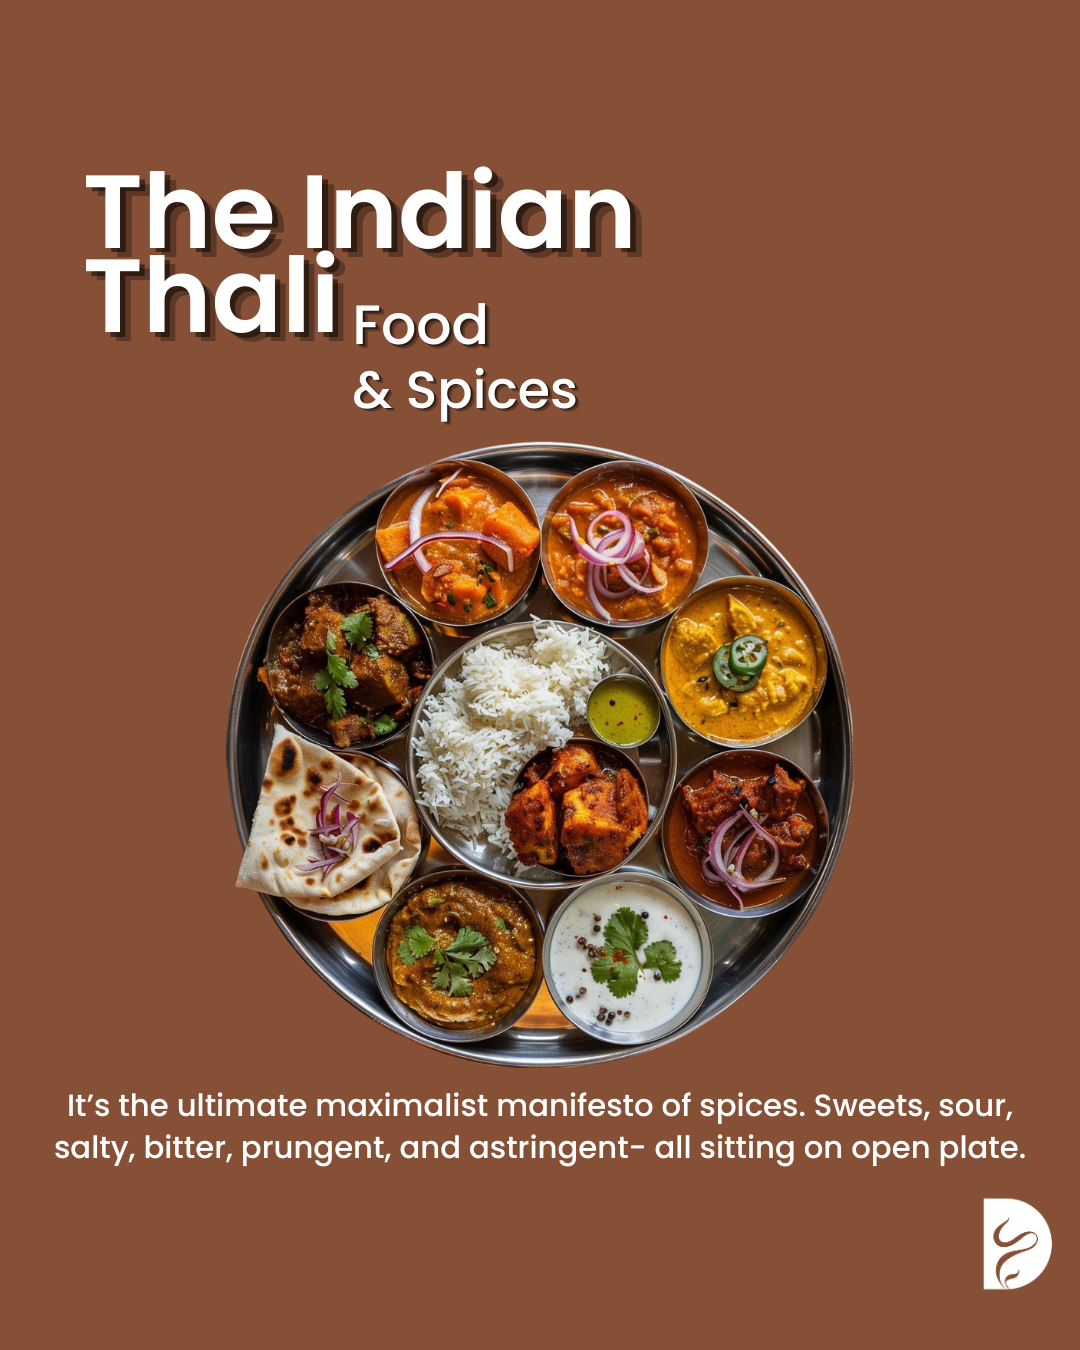 The Indian
Thali
Food
& Spices
It’s the ultimate maximalist manifesto of spices. Sweets, sour,
salty, bitter, prungent, and astringent- all sitting on open plate.